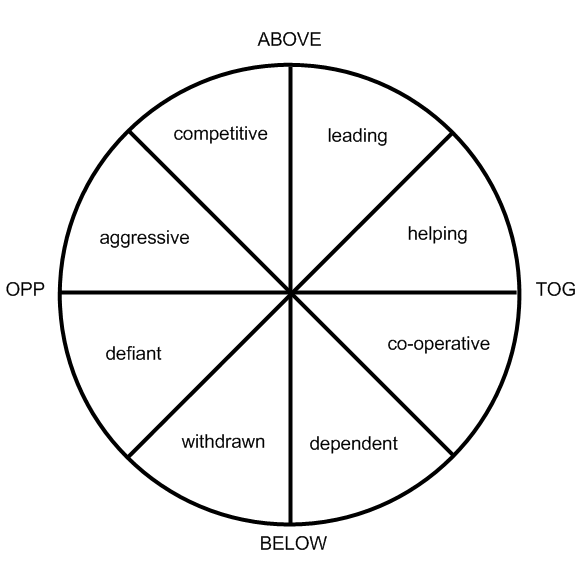 ABOVE
competitive
leading
aggressive
helping
OPP
TOG
defiant
co-operative
withdrawn
dependent
BELOW